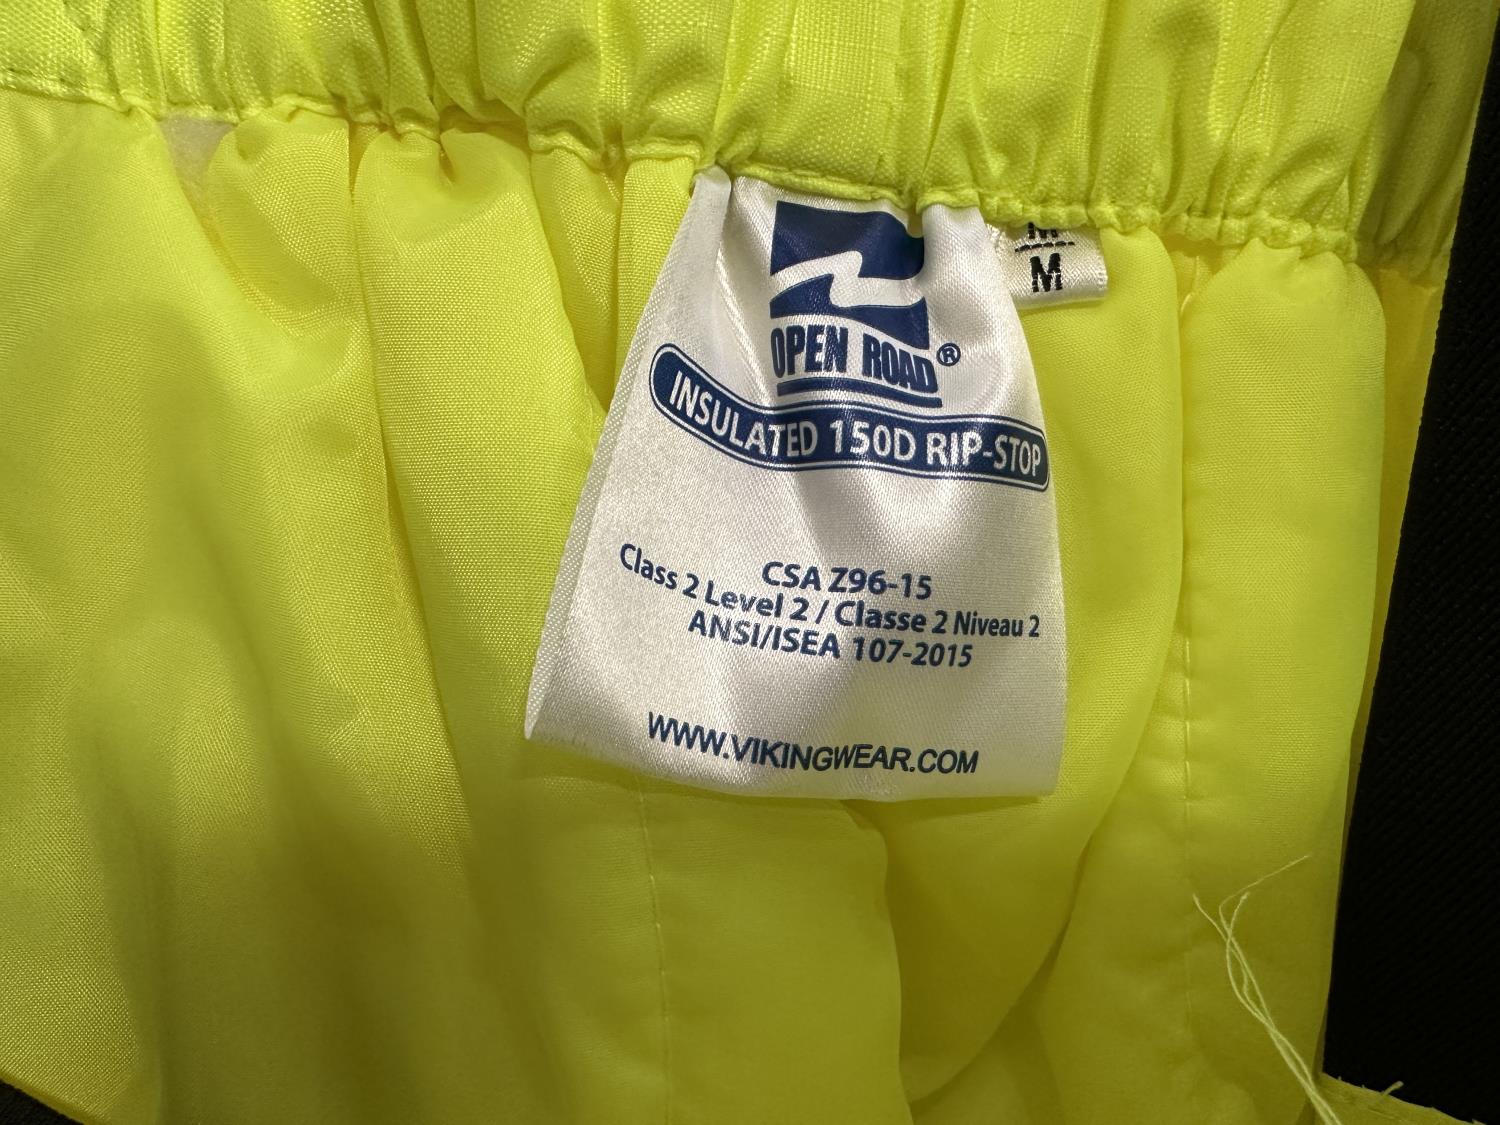 OPEN ROAD®
INSULATED 150D RIP-STOP
CSA Z96-15
Class 2 Level 2 / Classe 2 Niveau 2
ANSI/ISEA 107-2015
WWW.VIKINGWEAR.COM
M
M